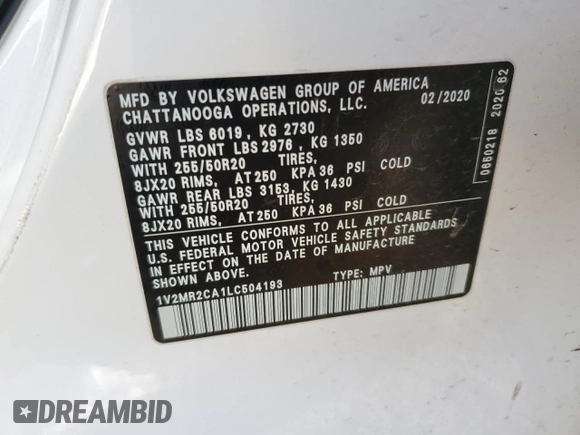 MFD BY VOLKSWAGEN GROUP OF AMERICA
CHATTANOOGA OPERATIONS, LLC.
02/2020
GVWR LBS 6019, KG 2730
GAWR FRONT LBS 2976, KG 1350
WITH 255/50R20 TIRES,
8JX20 RIMS, AT 250 KPA 36 PSI COLD
GAWR REAR LBS 3153, KG 1430
WITH 255/50R20 TIRES,
8JX20 RIMS, AT 250 KPA 36 PSI COLD
THIS VEHICLE CONFORMS TO ALL APPLICABLE
U.S. FEDERAL MOTOR VEHICLE SAFETY STANDARDS
IN EFFECT ON THE DATE OF MANUFACTURE
SHOWN ABOVE.
1V2MR2CA1LC504193 TYPE: MPV
0650218 2020 62
DREAMBID